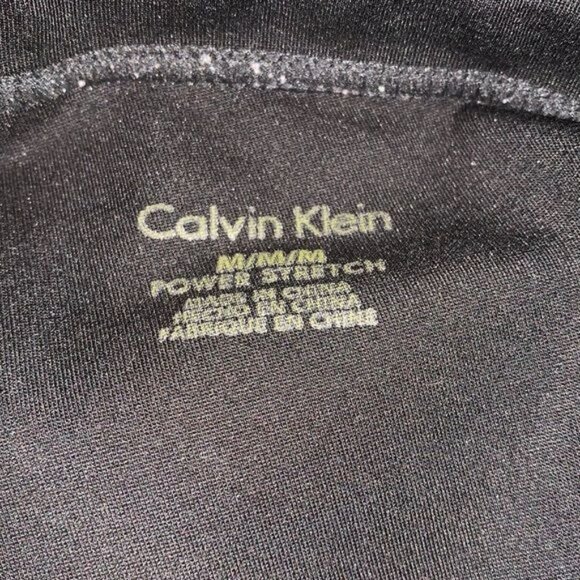 Calvin Klein
M/M/M
POWER STRETCH
MADE IN CHINA
HECHO EN CHINA
FABRIQUE EN CHINE